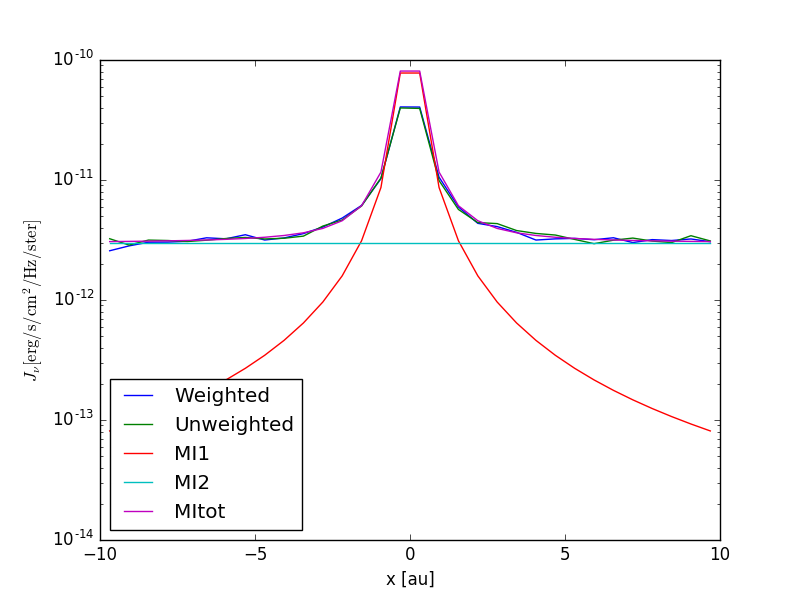 10^-10
10^-11
10^-12
10^-13
10^-14
J_ν[erg/s/cm^2/Hz/ster]
Weighted
Unweighted
MI1
MI2
MItot
−10 −5 0 5 10
x [au]